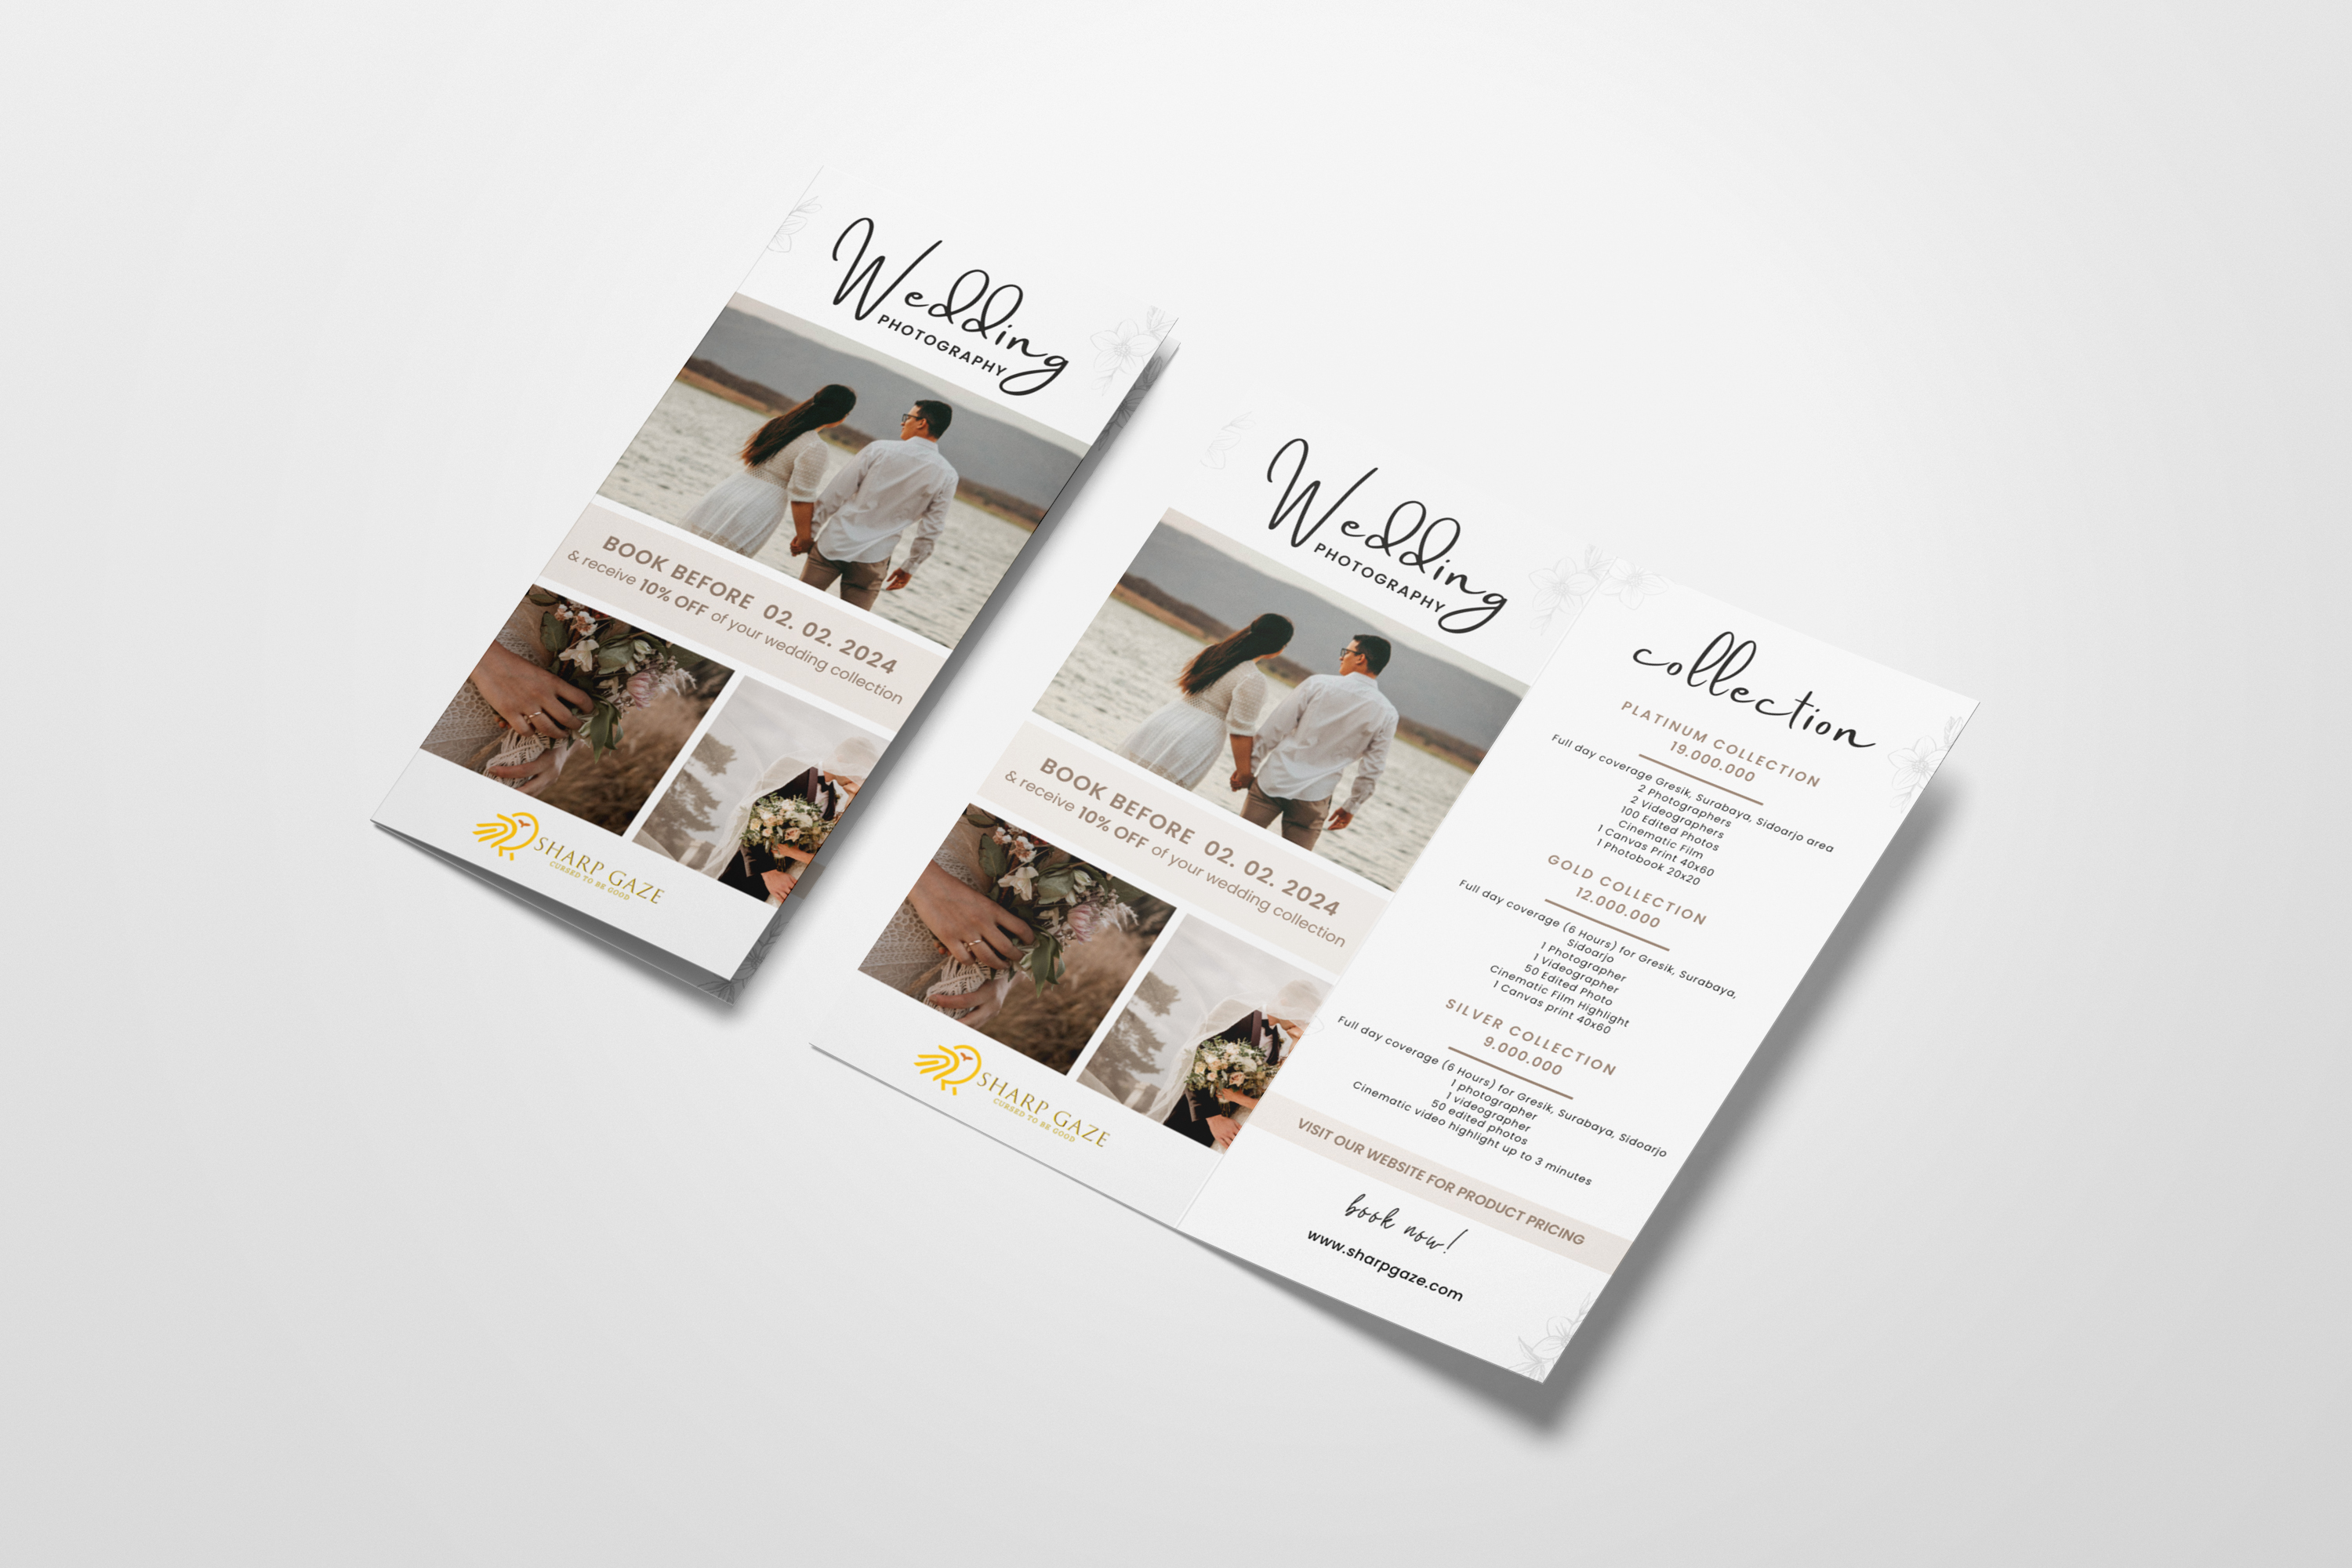 Wedding
PHOTOGRAPHY
BOOK BEFORE 02. 02. 2024
& receive 10% OFF of your wedding collection
SHARP GAZE
CURSED TO BE GOOD
Wedding
PHOTOGRAPHY
BOOK BEFORE 02. 02. 2024
& receive 10% OFF of your wedding collection
SHARP GAZE
CURSED TO BE GOOD
collection
PLATINUM COLLECTION
19.000.000
Full day coverage Gresik, Surabaya, Sidoarjo area
2 Photographers
2 Videographers
100 Edited Photos
Cinematic Film
1 Canvas Print 40x60
1 Photobook 20x20
GOLD COLLECTION
12.000.000
Full day coverage (6 Hours) for Gresik, Surabaya,
Sidoarjo
1 Photographer
1 Videographer
50 Edited Photo
Cinematic Film Highlight
1 Canvas print 40x60
SILVER COLLECTION
9.000.000
Full day coverage (6 Hours) for Gresik, Surabaya, Sidoarjo
1 photographer
1 videographer
50 edited photos
Cinematic video highlight up to 3 minutes
VISIT OUR WEBSITE FOR PRODUCT PRICING
book now!
www.sharpgaze.com